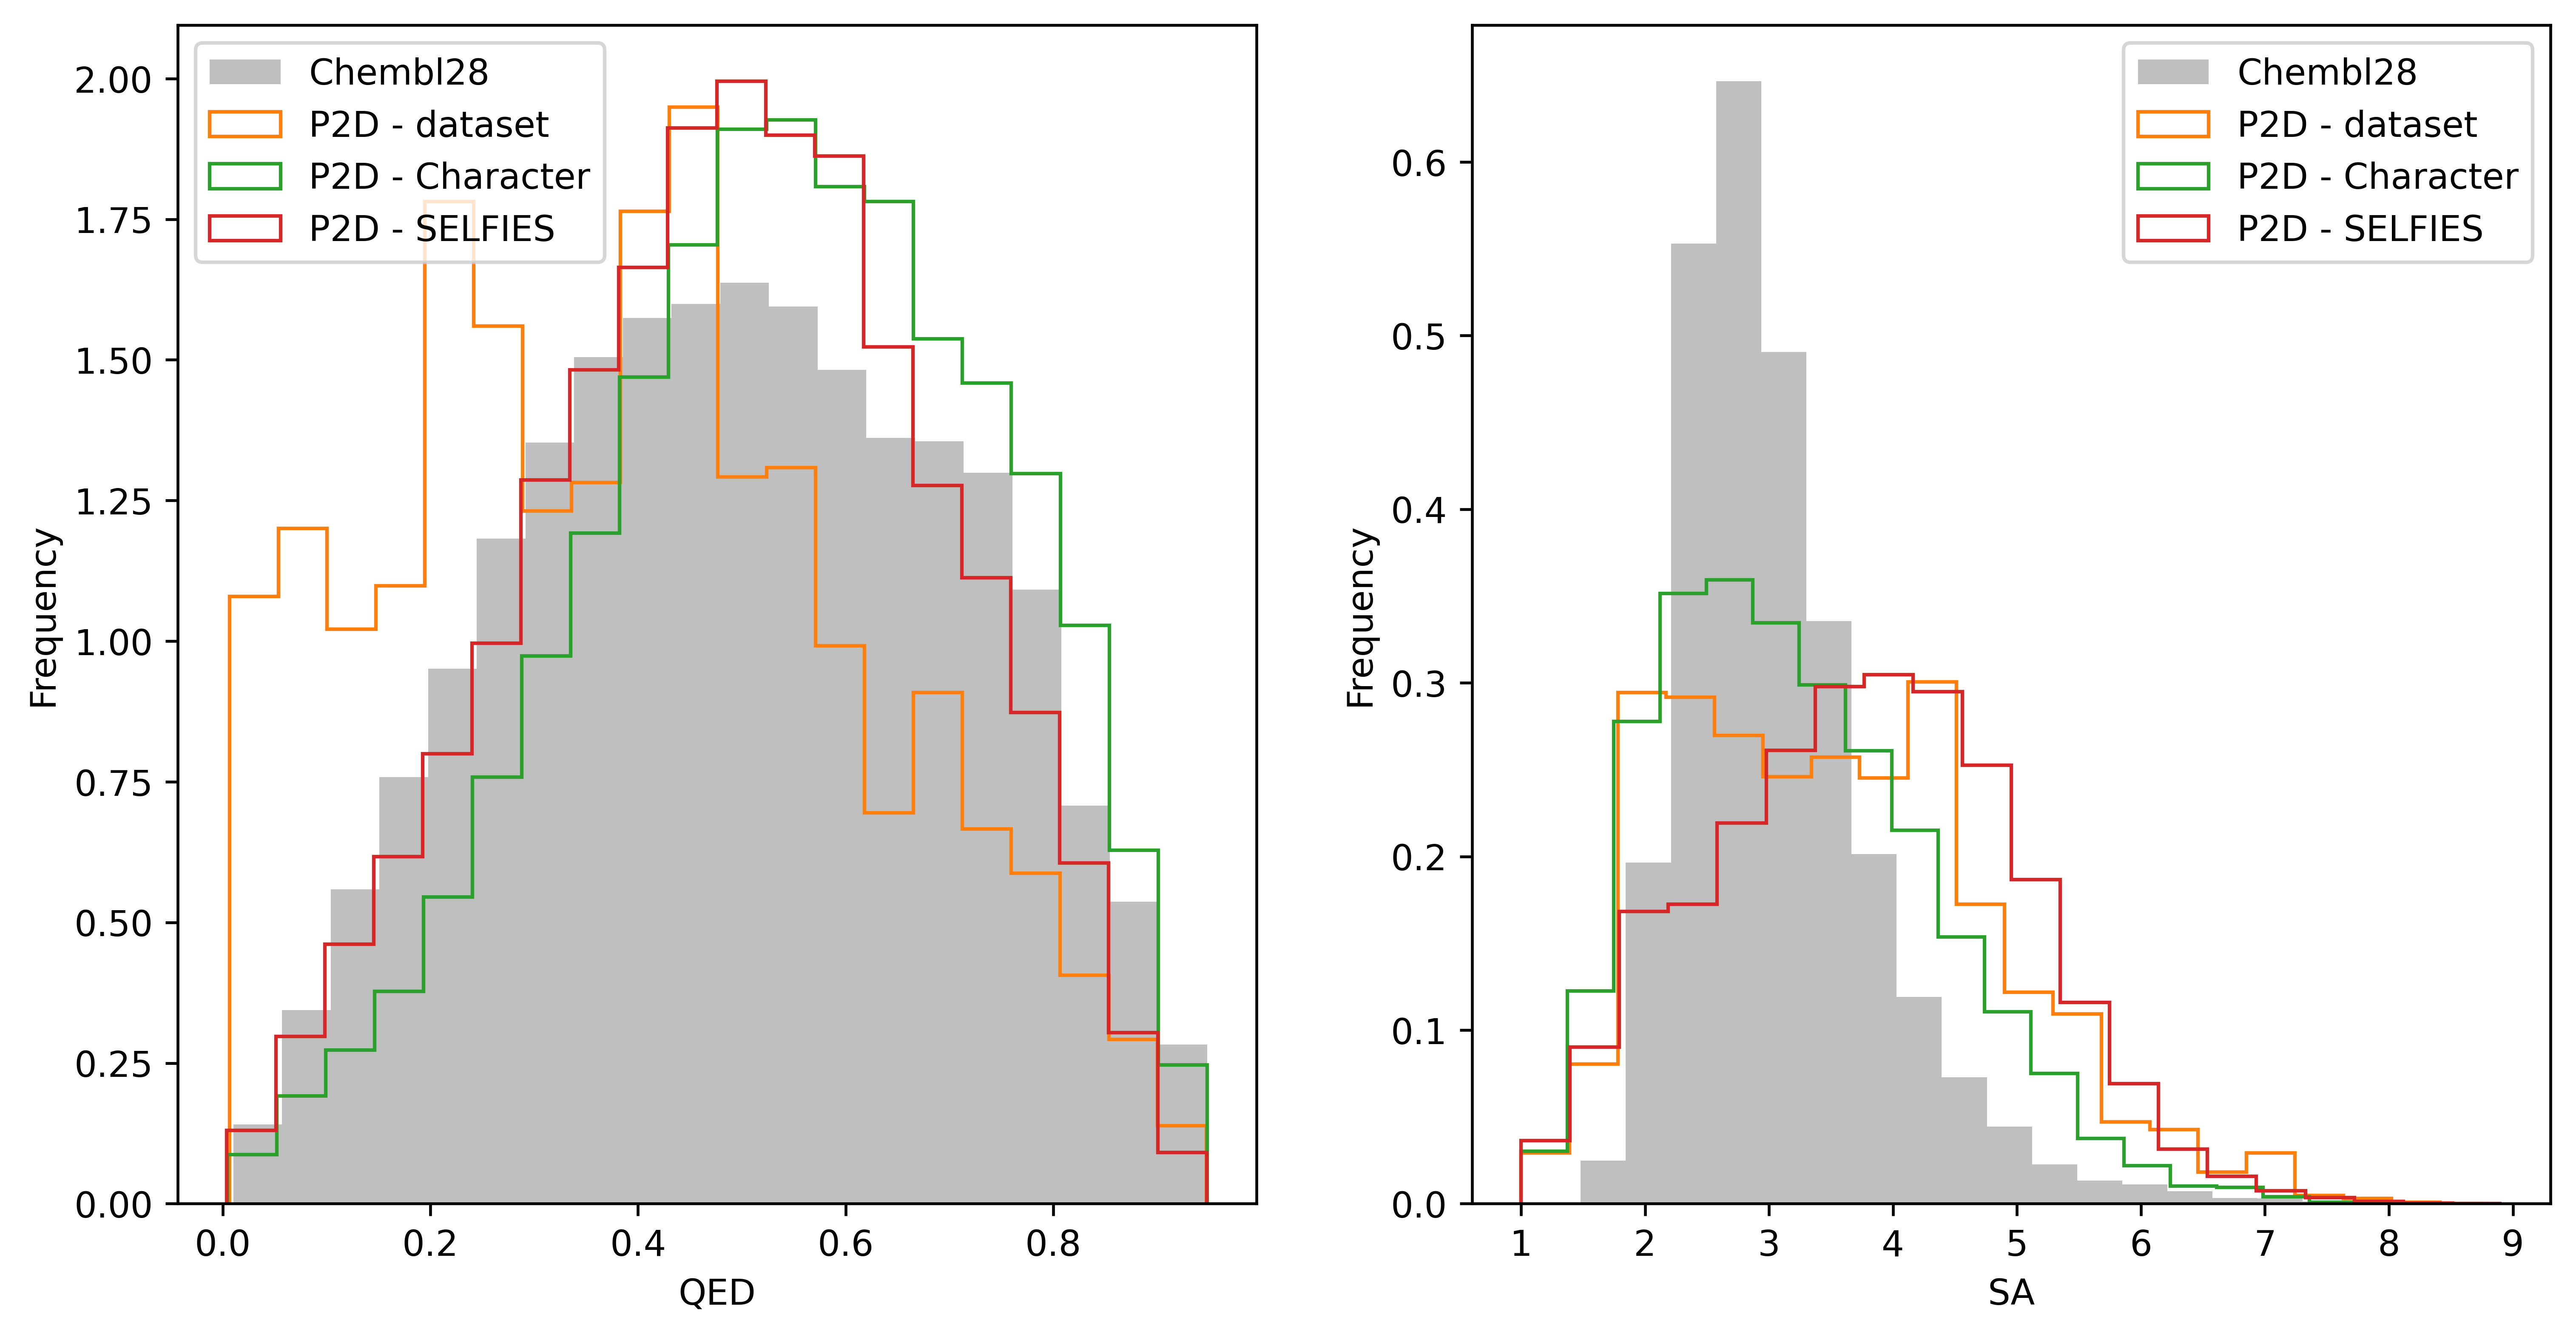 Chembl28
P2D - dataset
P2D - Character
P2D - SELFIES
2.00
1.75
1.50
1.25
1.00
0.75
0.50
0.25
0.00
Frequency
0.0 0.2 0.4 0.6 0.8
QED
Chembl28
P2D - dataset
P2D - Character
P2D - SELFIES
0.6
0.5
0.4
0.3
0.2
0.1
0.0
Frequency
1 2 3 4 5 6 7 8 9
SA